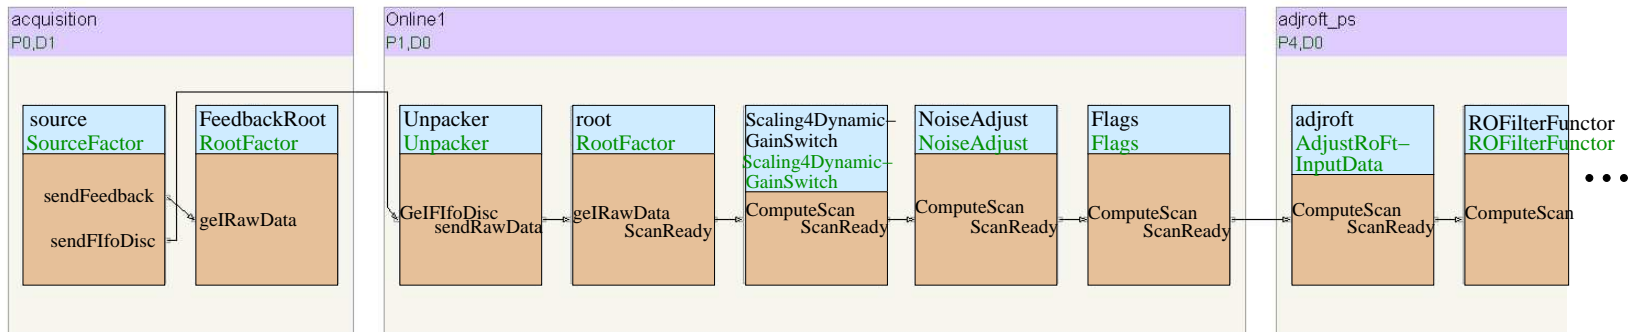 acquisition
P0,D1
source
SourceFactor
sendFeedback
sendFIfoDisc
FeedbackRoot
RootFactor
geIRawData
Online1
P1,D0
Unpacker
Unpacker
GeIFIfoDisc
sendRawData
root
RootFactor
geIRawData
ScanReady
Scaling4Dynamic–
GainSwitch
Scaling4Dynamic–
GainSwitch
ComputeScan
ScanReady
NoiseAdjust
NoiseAdjust
ComputeScan
ScanReady
Flags
Flags
ComputeScan
ScanReady
adjroft_ps
P4,D0
adjroft
AdjustRoFt–
InputData
ComputeScan
ScanReady
ROFilterFunctor
ROFilterFunctor
ComputeScan
•••